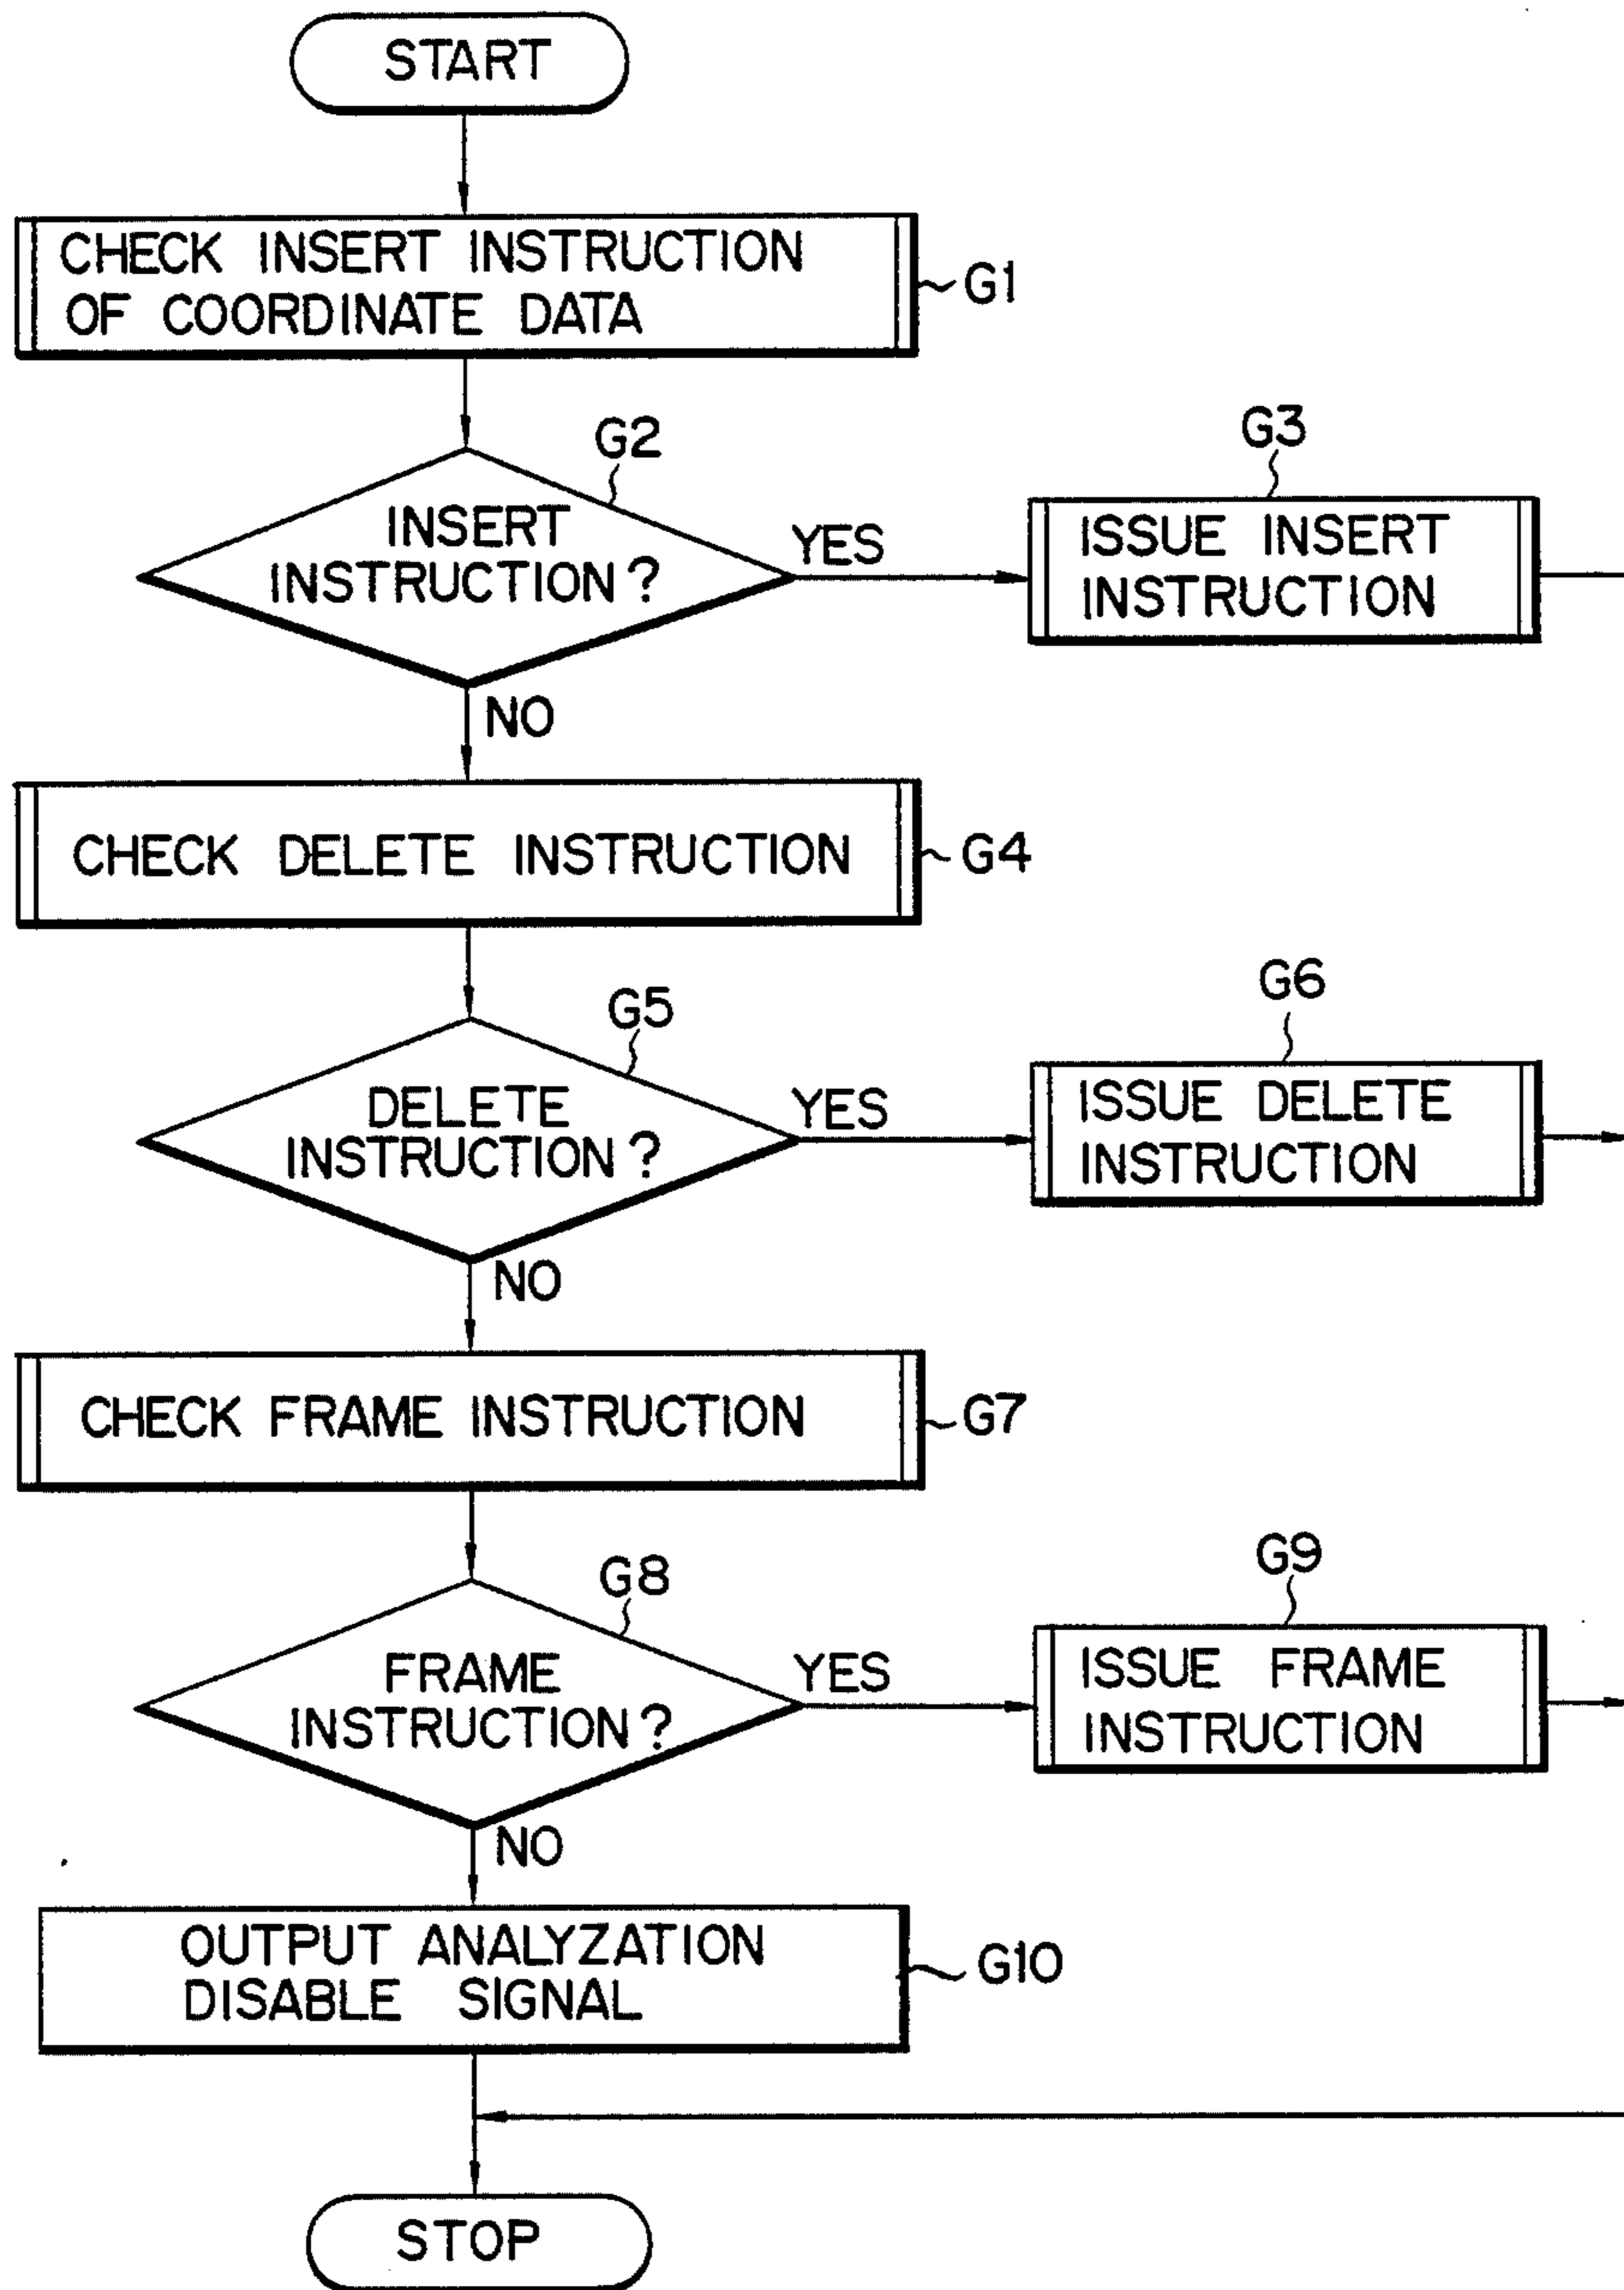 START
CHECK INSERT INSTRUCTION
OF COORDINATE DATA
G1
G2
INSERT
INSTRUCTION?
YES
NO
G3
ISSUE INSERT
INSTRUCTION
CHECK DELETE INSTRUCTION
G4
G5
DELETE
INSTRUCTION?
YES
NO
G6
ISSUE DELETE
INSTRUCTION
CHECK FRAME INSTRUCTION
G7
G8
FRAME
INSTRUCTION?
YES
NO
G9
ISSUE FRAME
INSTRUCTION
OUTPUT ANALYZATION
DISABLE SIGNAL
G10
STOP